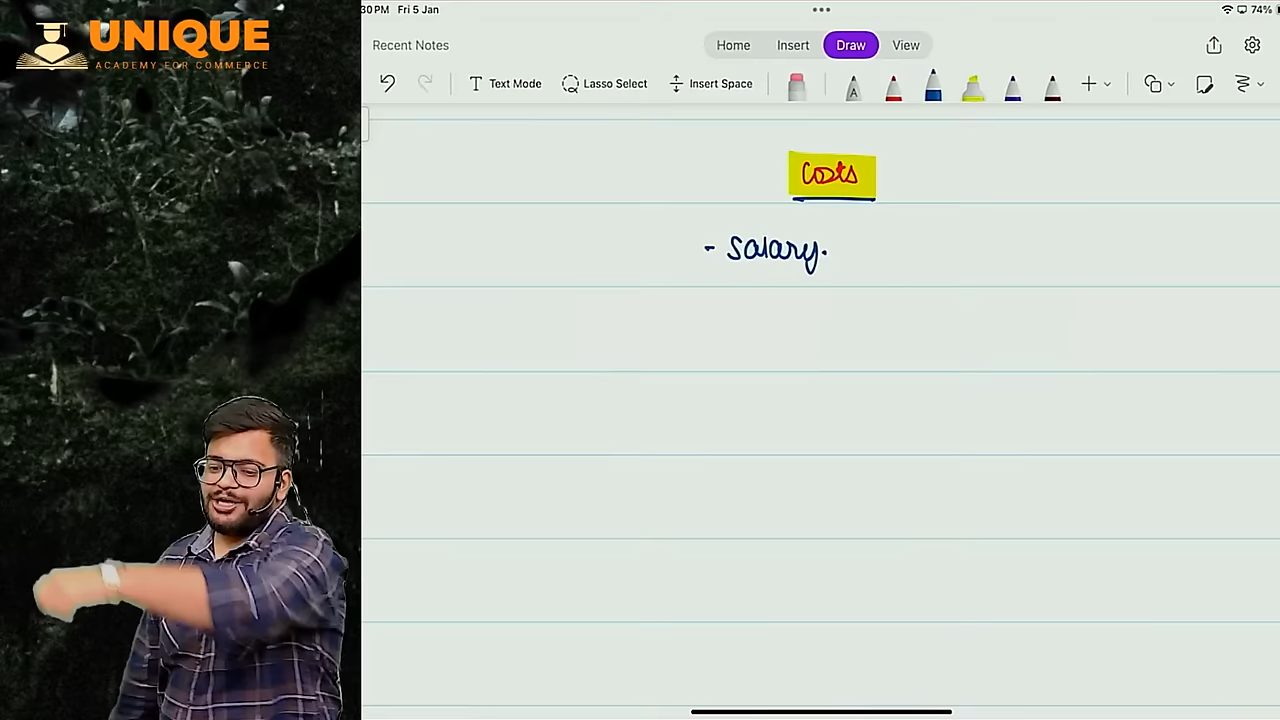 UNIQUE
ACADEMY FOR COMMERCE
30 PM Fri 5 Jan
74%
Recent Notes
Home Insert Draw View
Text Mode Lasso Select Insert Space
A
Costs
- Salary.